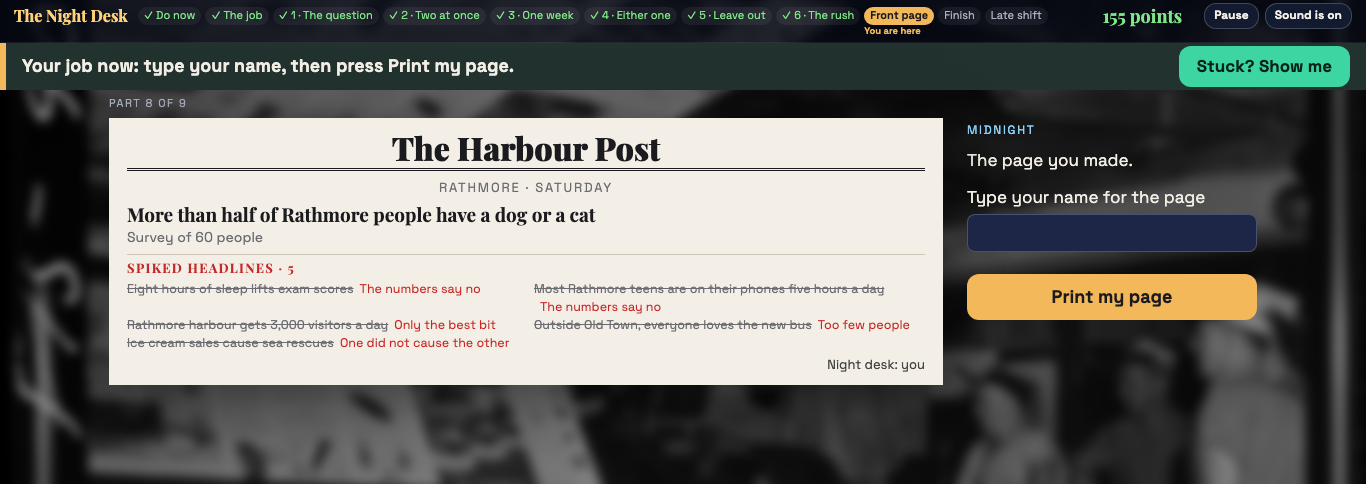 The Night Desk ✓ Do now ✓ The job ✓ 1 · The question ✓ 2 · Two at once ✓ 3 · One week ✓ 4 · Either one ✓ 5 · Leave out ✓ 6 · The rush Front page Finish Late shift 155 points Pause Sound is on
You are here
Your job now: type your name, then press Print my page. Stuck? Show me
PART 8 OF 9
The Harbour Post
RATHMORE · SATURDAY
More than half of Rathmore people have a dog or a cat
Survey of 60 people
SPIKED HEADLINES · 5
Eight hours of sleep lifts exam scores The numbers say no
Most Rathmore teens are on their phones five hours a day
The numbers say no
Rathmore harbour gets 3,000 visitors a day Only the best bit
Outside Old Town, everyone loves the new bus Too few people
Ice cream sales cause sea rescues One did not cause the other
Night desk: you
MIDNIGHT
The page you made.
Type your name for the page
Print my page